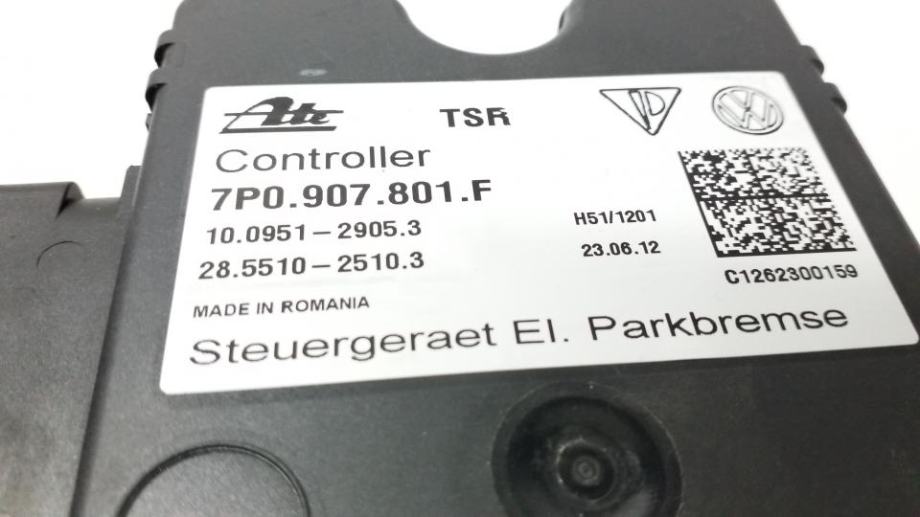 Ate TSR
Controller
7P0.907.801.F
10.0951-2905.3 H51/1201
28.5510-2510.3 23.06.12
C1262300159
MADE IN ROMANIA
Steuergeraet El. Parkbremse